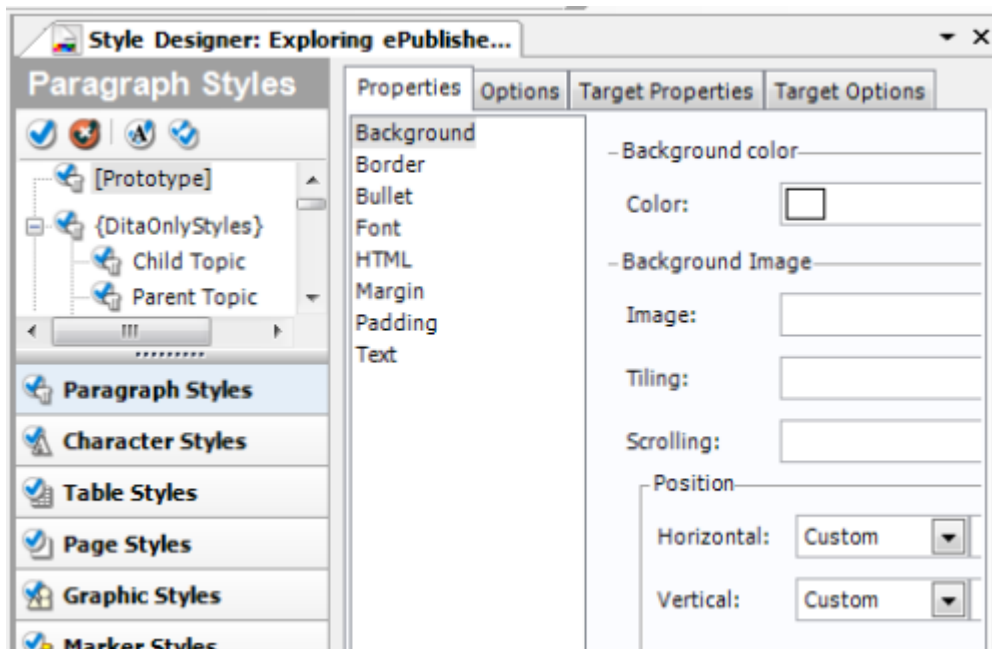 Style Designer: Exploring ePublishe...
Paragraph Styles
[Prototype]
{DitaOnlyStyles}
Child Topic
Parent Topic
Paragraph Styles
Character Styles
Table Styles
Page Styles
Graphic Styles
Marker Styles
Properties Options Target Properties Target Options
Background
Border
Bullet
Font
HTML
Margin
Padding
Text
Background color
Color:
Background Image
Image:
Tiling:
Scrolling:
Position
Horizontal: Custom
Vertical: Custom